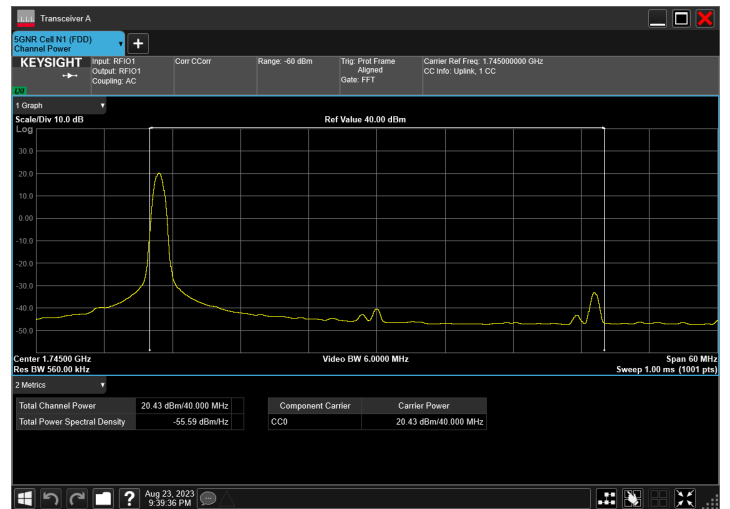 Transceiver A
5GNR Cell N1 (FDD)
Channel Power
KEYSIGHT
Input: RFIO1
Output: RFIO1
Coupling: AC
Corr CCorr
Range: -60 dBm
Trig: Prot Frame
Aligned
Gate: FFT
Carrier Ref Freq: 1.745000000 GHz
CC Info: Uplink, 1 CC
LXI
1 Graph
Scale/Div 10.0 dB
Ref Value 40.00 dBm
Log
30.0
20.0
10.0
0.00
-10.0
-20.0
-30.0
-40.0
-50.0
Center 1.74500 GHz
Video BW 6.0000 MHz
Span 60 MHz
Res BW 560.00 kHz
Sweep 1.00 ms (1001 pts)
2 Metrics
Total Channel Power 20.43 dBm/40.000 MHz
Total Power Spectral Density -55.59 dBm/Hz
Component Carrier Carrier Power
CC0 20.43 dBm/40.000 MHz
?
Aug 23, 2023
9:39:36 PM